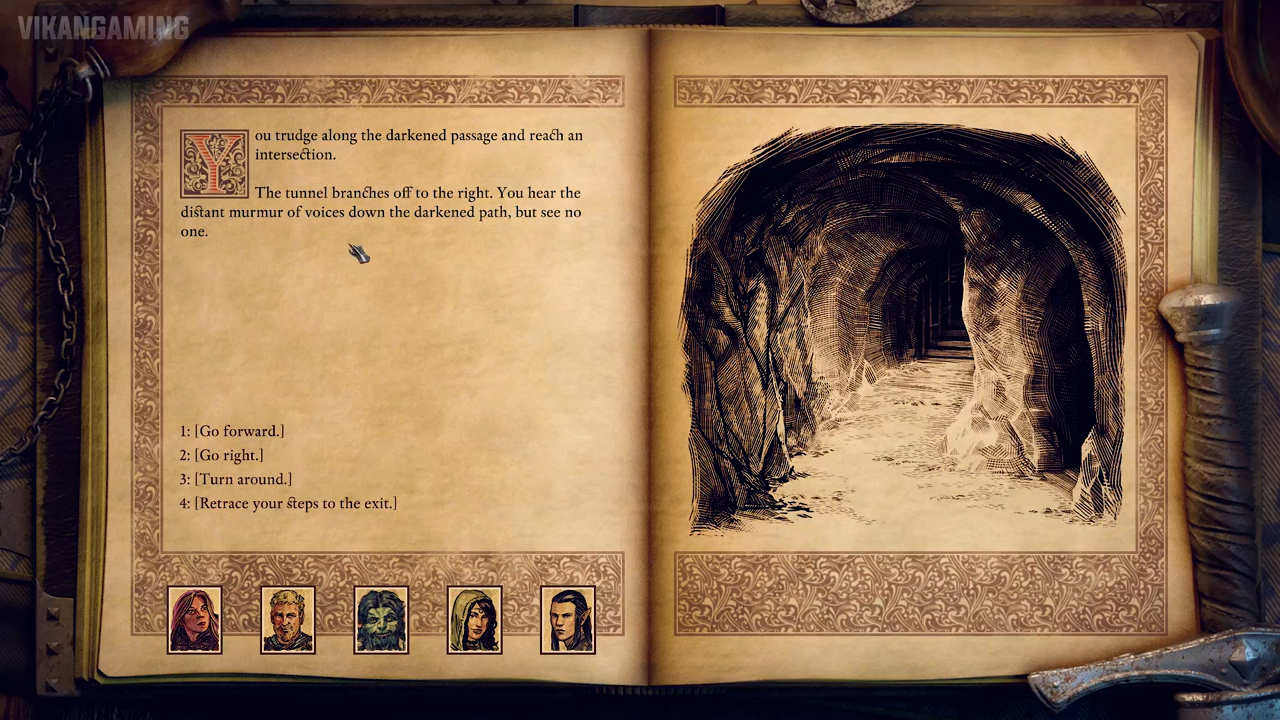 VIKANGAMING
You trudge along the darkened passage and reach an
intersection.
The tunnel branches off to the right. You hear the
distant murmur of voices down the darkened path, but see no
one.
1: [Go forward.]
2: [Go right.]
3: [Turn around.]
4: [Retrace your steps to the exit.]